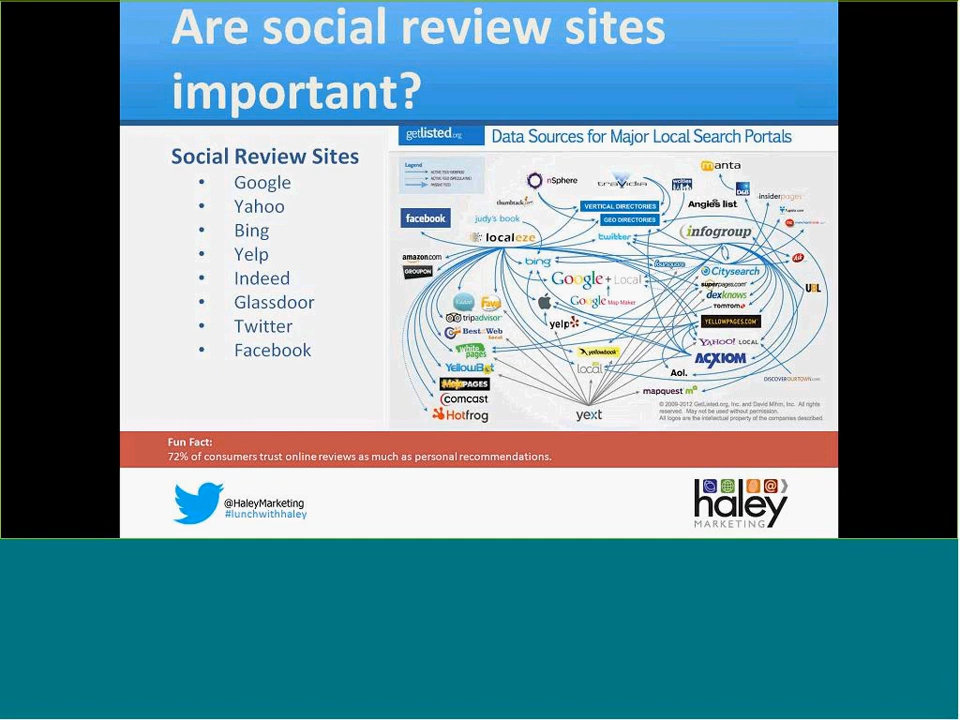 Are social review sites
important?
Social Review Sites
• Google
• Yahoo
• Bing
• Yelp
• Indeed
• Glassdoor
• Twitter
• Facebook
getlisted.org
Data Sources for Major Local Search Portals
Legend
manta
nSphere
D&B
insiderpages
Angie's list
VERTICAL DIRECTORIES
GEO DIRECTORIES
facebook
judy's book
localeze
twitter
infogroup
amazon.com
GROUPON
bing
foursquare
Citysearch
Google + Local
superpages.com
dexknows
TOMTOM
UBL
Google Map Maker
tripadvisor
yelp
YELLOWPAGES.COM
Best of the Web
Local
YAHOO! LOCAL
white
pages
yellowbook
ACXIOM
YellowBot
local
Aol.
DISCOVEROURTOWN.com
MojoPAGES
mapquest m
COMCAST
Hotfrog
yext
© 2009-2012 GetListed.org, Inc. and David Mihm, Inc. All rights
reserved. May not be used without permission.
All logos are the intellectual property of the companies described.
Fun Fact:
72% of consumers trust online reviews as much as personal recommendations.
@HaleyMarketing
#lunchwithhaley
haley
MARKETING